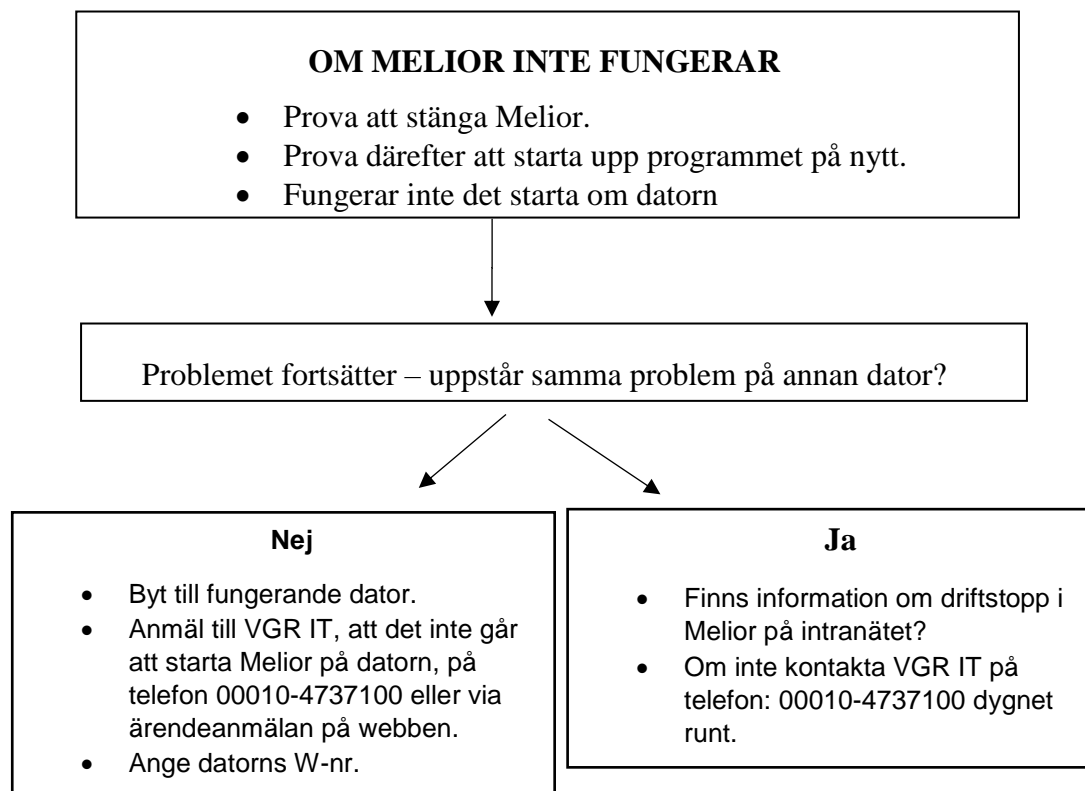 OM MELIOR INTE FUNGERAR
• Prova att stänga Melior.
• Prova därefter att starta upp programmet på nytt.
• Fungerar inte det starta om datorn
Problemet fortsätter – uppstår samma problem på annan dator?
Nej
• Byt till fungerande dator.
• Anmäl till VGR IT, att det inte går
att starta Melior på datorn, på
telefon 00010-4737100 eller via
ärendeanmälan på webben.
• Ange datorns W-nr.
Ja
• Finns information om driftstopp i
Melior på intranätet?
• Om inte kontakta VGR IT på
telefon: 00010-4737100 dygnet
runt.